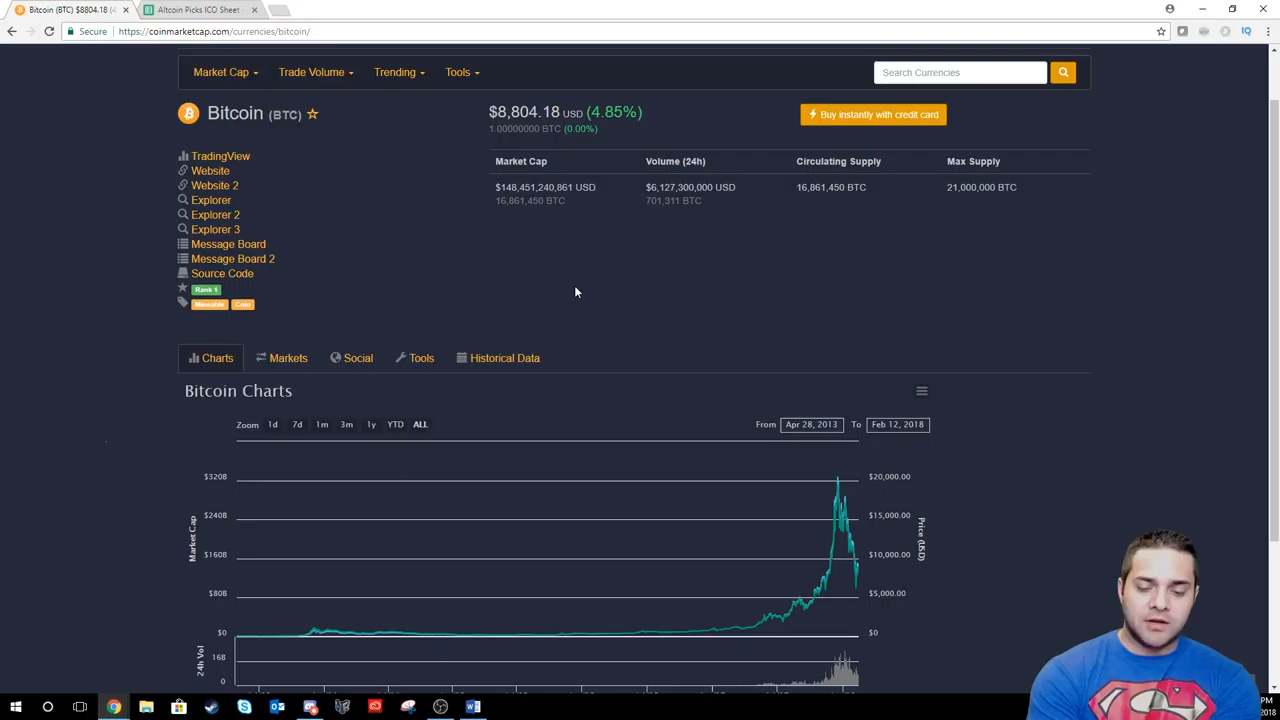 Bitcoin (BTC) $8804.18 (
Altcoin Picks ICO Sheet -
Secure https://coinmarketcap.com/currencies/bitcoin/
Market Cap Trade Volume Trending Tools Search Currencies
Bitcoin (BTC) $8,804.18 USD (4.85%) Buy instantly with credit card
1.00000000 BTC (0.00%)
TradingView
Website
Website 2
Explorer
Explorer 2
Explorer 3
Message Board
Message Board 2
Source Code
Rank 1
Mineable Coin
Market Cap Volume (24h) Circulating Supply Max Supply
$148,451,240,861 USD $6,127,300,000 USD 16,861,450 BTC 21,000,000 BTC
16,861,450 BTC 701,311 BTC
Charts Markets Social Tools Historical Data
Bitcoin Charts
Zoom 1d 7d 1m 3m 1y YTD ALL From Apr 28, 2013 To Feb 12, 2018
$320B $20,000.00
$240B $15,000.00
$160B $10,000.00
$80B $5,000.00
$0 $0
Market Cap
Price (USD)
24h Vol
16B
0
PM
2018